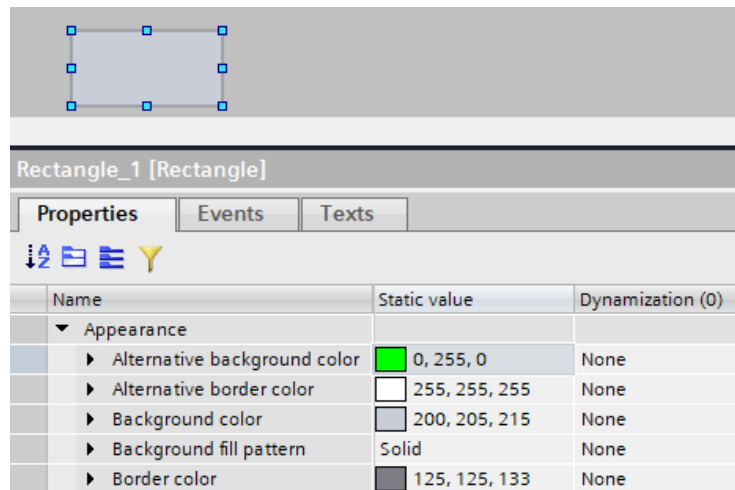 Rectangle_1 [Rectangle]
Properties Events Texts
Name Static value Dynamization (0)
Appearance
Alternative background color 0, 255, 0 None
Alternative border color 255, 255, 255 None
Background color 200, 205, 215 None
Background fill pattern Solid None
Border color 125, 125, 133 None